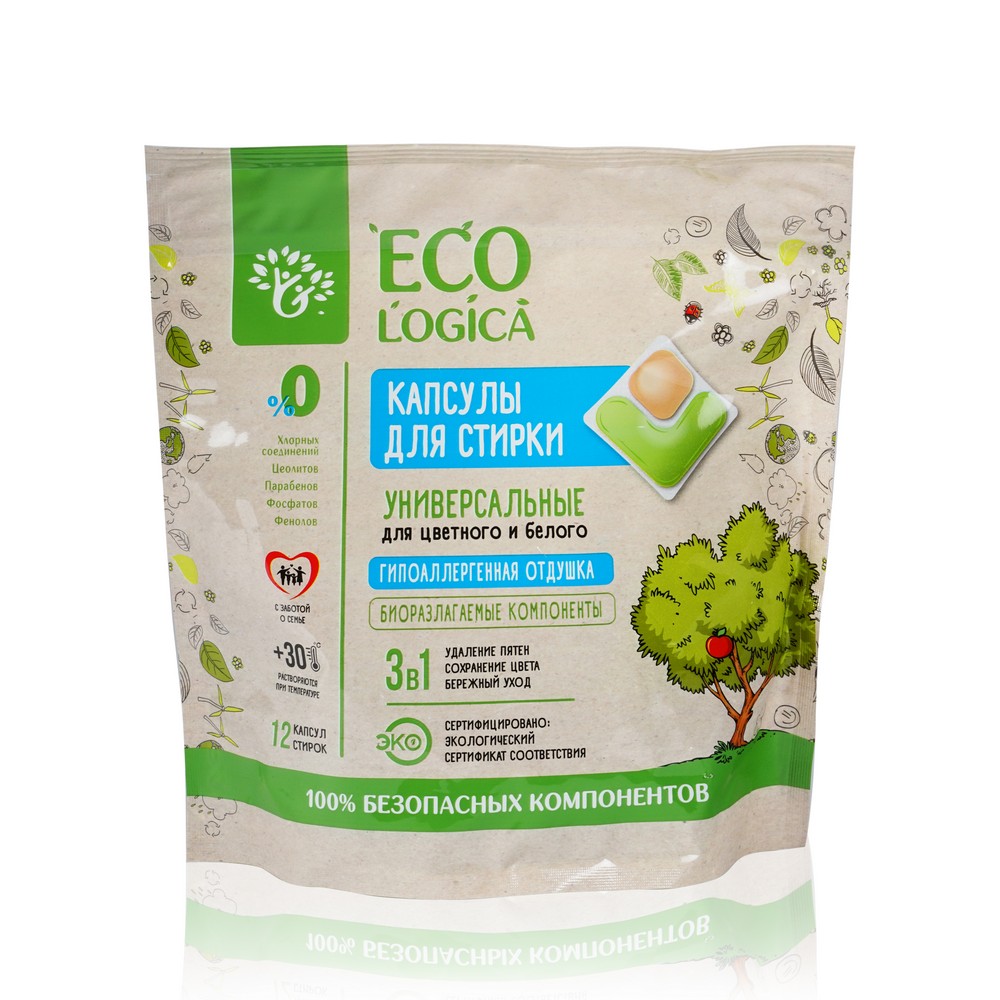 ECO
LOGICA
%0
Хлорных
соединений
Цеолитов
Парабенов
Фосфатов
Фенолов
С ЗАБОТОЙ
О СЕМЬЕ
+30
РАСТВОРЯЮТСЯ
ПРИ ТЕМПЕРАТУРЕ
12 КАПСУЛ
СТИРОК
КАПСУЛЫ
ДЛЯ СТИРКИ
УНИВЕРСАЛЬНЫЕ
для цветного и белого
ГИПОАЛЛЕРГЕННАЯ ОТДУШКА
БИОРАЗЛАГАЕМЫЕ КОМПОНЕНТЫ
3в1
УДАЛЕНИЕ ПЯТЕН
СОХРАНЕНИЕ ЦВЕТА
БЕРЕЖНЫЙ УХОД
ЭКО
СЕРТИФИЦИРОВАНО:
ЭКОЛОГИЧЕСКИЙ
СЕРТИФИКАТ СООТВЕТСТВИЯ
100% БЕЗОПАСНЫХ КОМПОНЕНТОВ